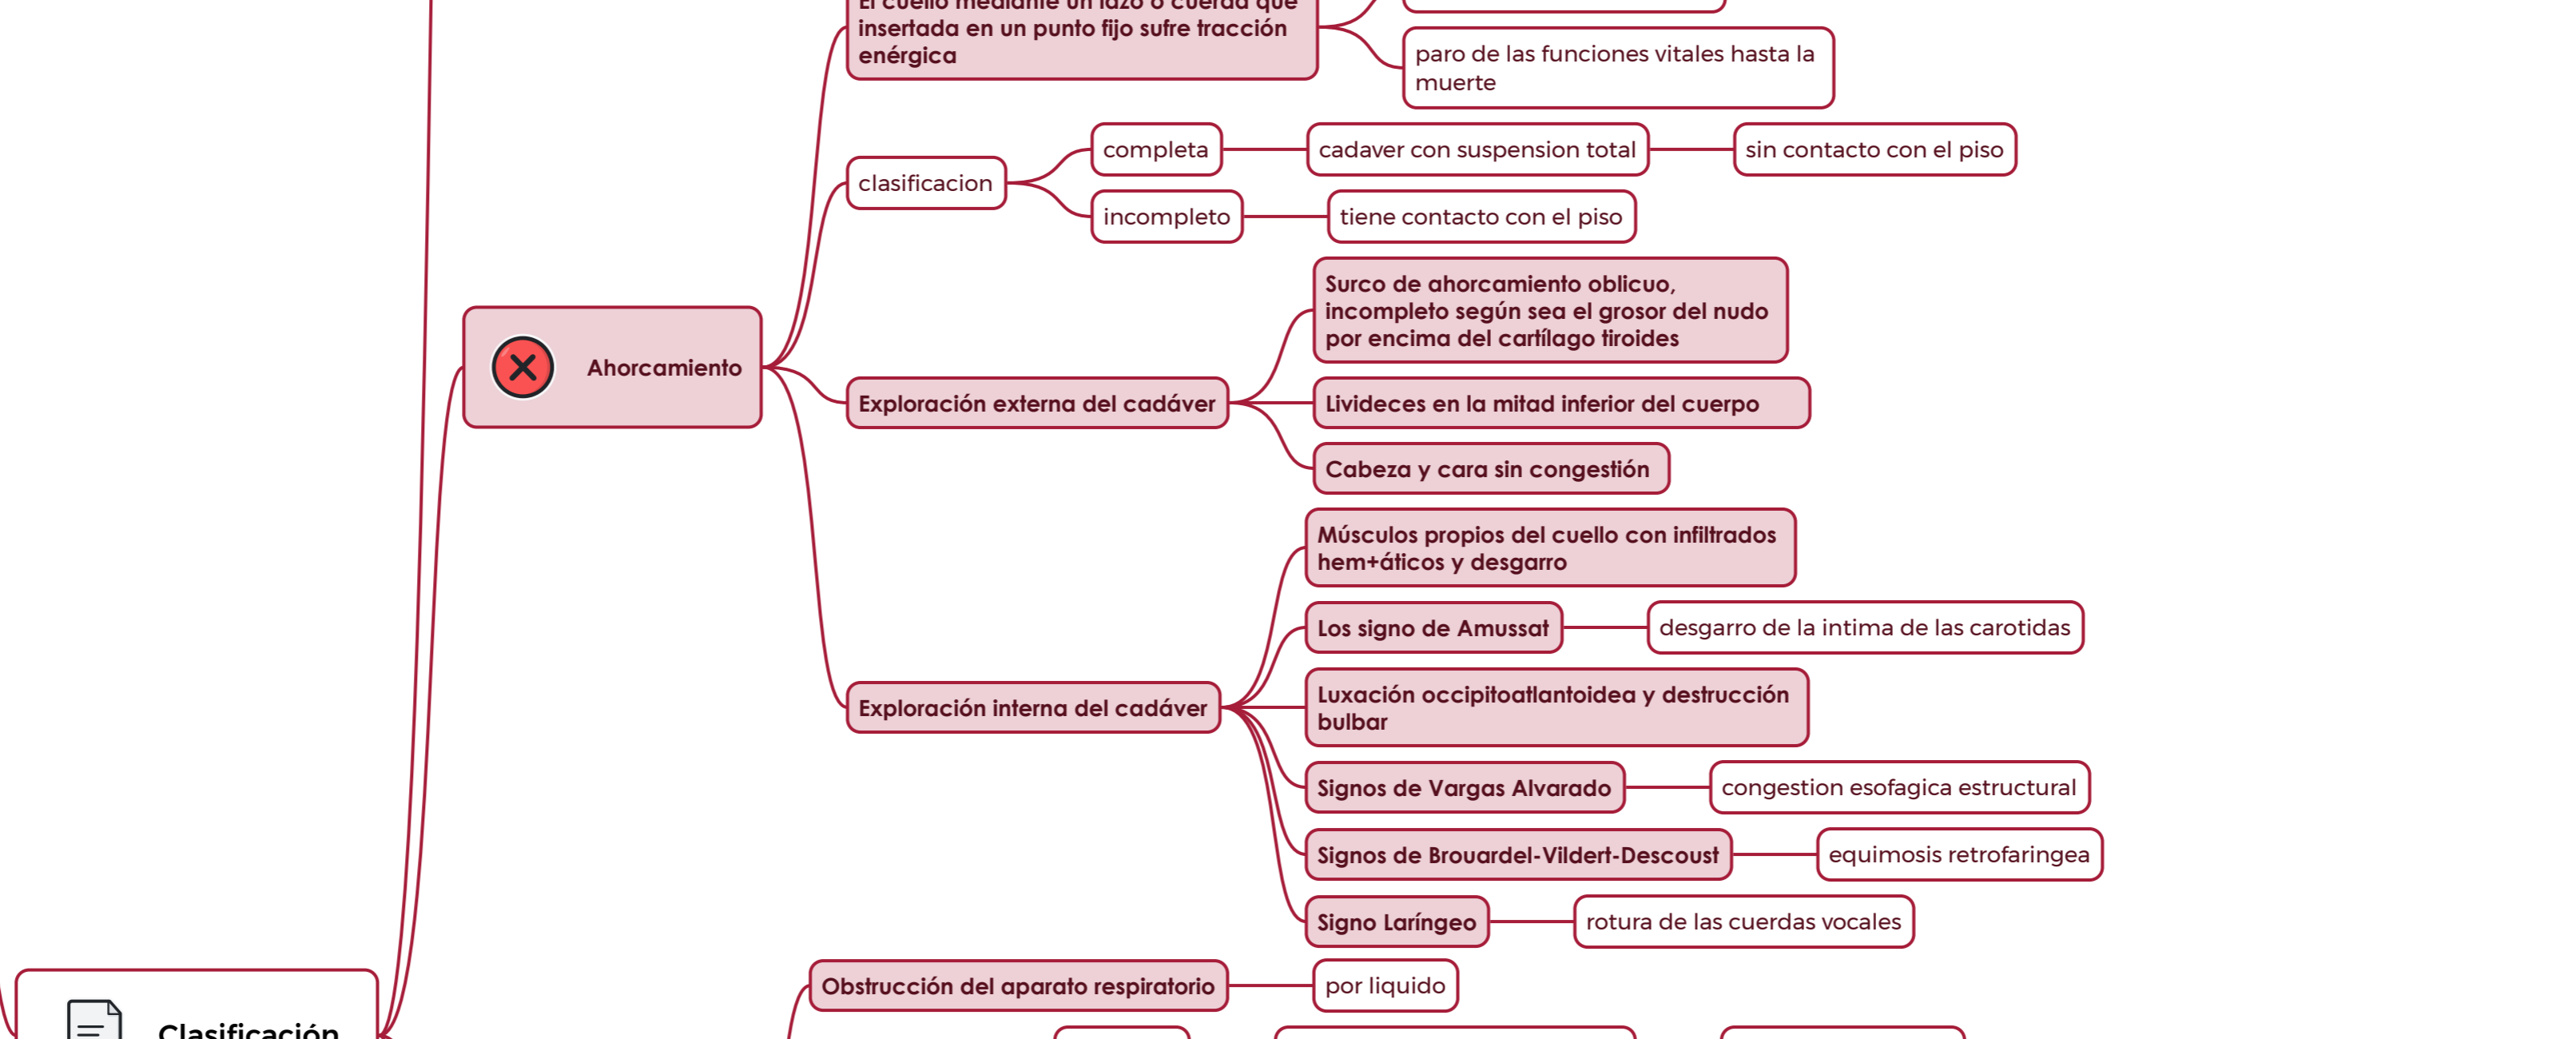 El cuello mediante un lazo o cuerda que
insertada en un punto fijo sufre tracción
enérgica
paro de las funciones vitales hasta la
muerte
clasificacion
completa
cadaver con suspension total
sin contacto con el piso
incompleto
tiene contacto con el piso
Ahorcamiento
Exploración externa del cadáver
Surco de ahorcamiento oblicuo,
incompleto según sea el grosor del nudo
por encima del cartílago tiroides
Livideces en la mitad inferior del cuerpo
Cabeza y cara sin congestión
Exploración interna del cadáver
Músculos propios del cuello con infiltrados
hem+áticos y desgarro
Los signo de Amussat
desgarro de la intima de las carotidas
Luxación occipitoatlantoidea y destrucción
bulbar
Signos de Vargas Alvarado
congestion esofagica estructural
Signos de Brouardel-Vildert-Descoust
equimosis retrofaringea
Signo Laríngeo
rotura de las cuerdas vocales
Obstrucción del aparato respiratorio
por liquido
Clasificación